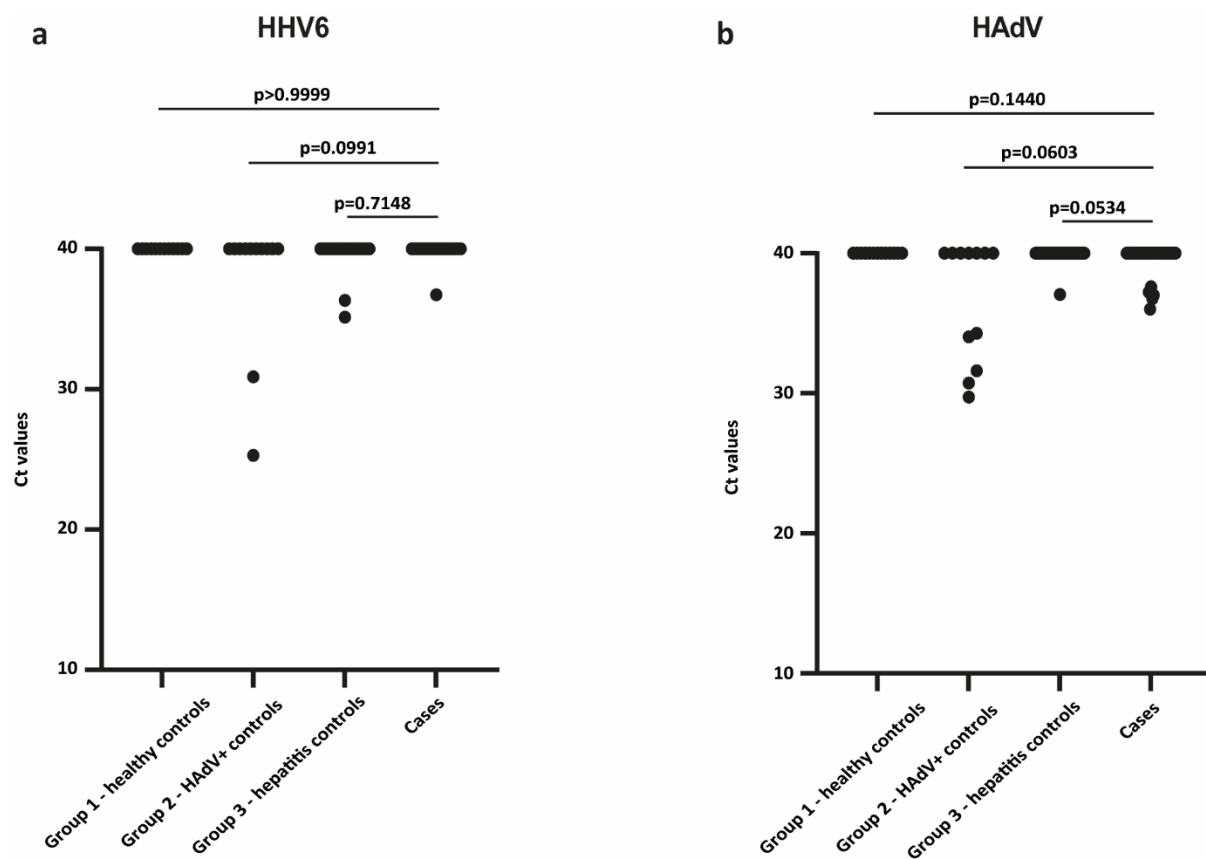 a
HHV6
p>0.9999
p=0.0991
p=0.7148
40
30
20
10
Ct values
Group 1 - healthy controls
Group 2 - HAdV+ controls
Group 3 - hepatitis controls
Cases
b
HAdV
p=0.1440
p=0.0603
p=0.0534
40
30
20
10
Ct values
Group 1 - healthy controls
Group 2 - HAdV+ controls
Group 3 - hepatitis controls
Cases